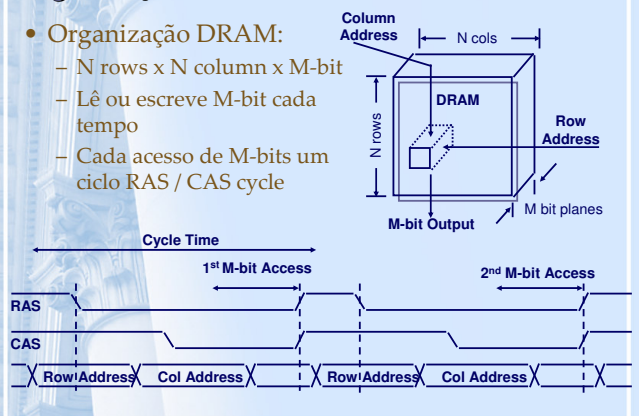 • Organização DRAM:
– N rows x N column x M-bit
– Lê ou escreve M-bit cada
tempo
– Cada acesso de M-bits um
ciclo RAS / CAS cycle
Column
Address
N cols
DRAM
N rows
Row
Address
M bit planes
M-bit Output
Cycle Time
1st M-bit Access
2nd M-bit Access
RAS
CAS
Row Address Col Address Row Address Col Address